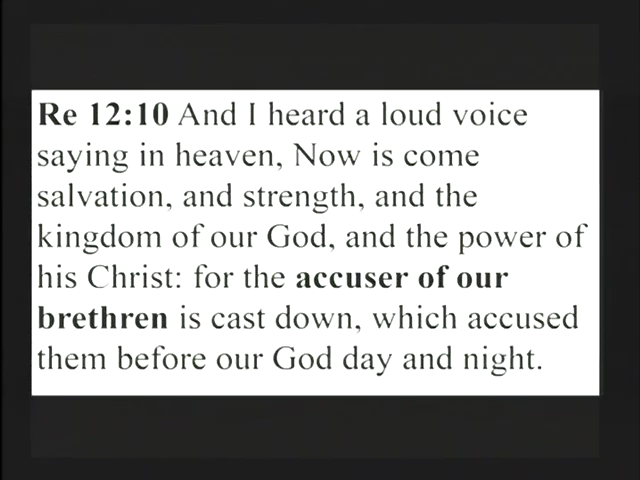 Re 12:10 And I heard a loud voice
saying in heaven, Now is come
salvation, and strength, and the
kingdom of our God, and the power of
his Christ: for the accuser of our
brethren is cast down, which accused
them before our God day and night.